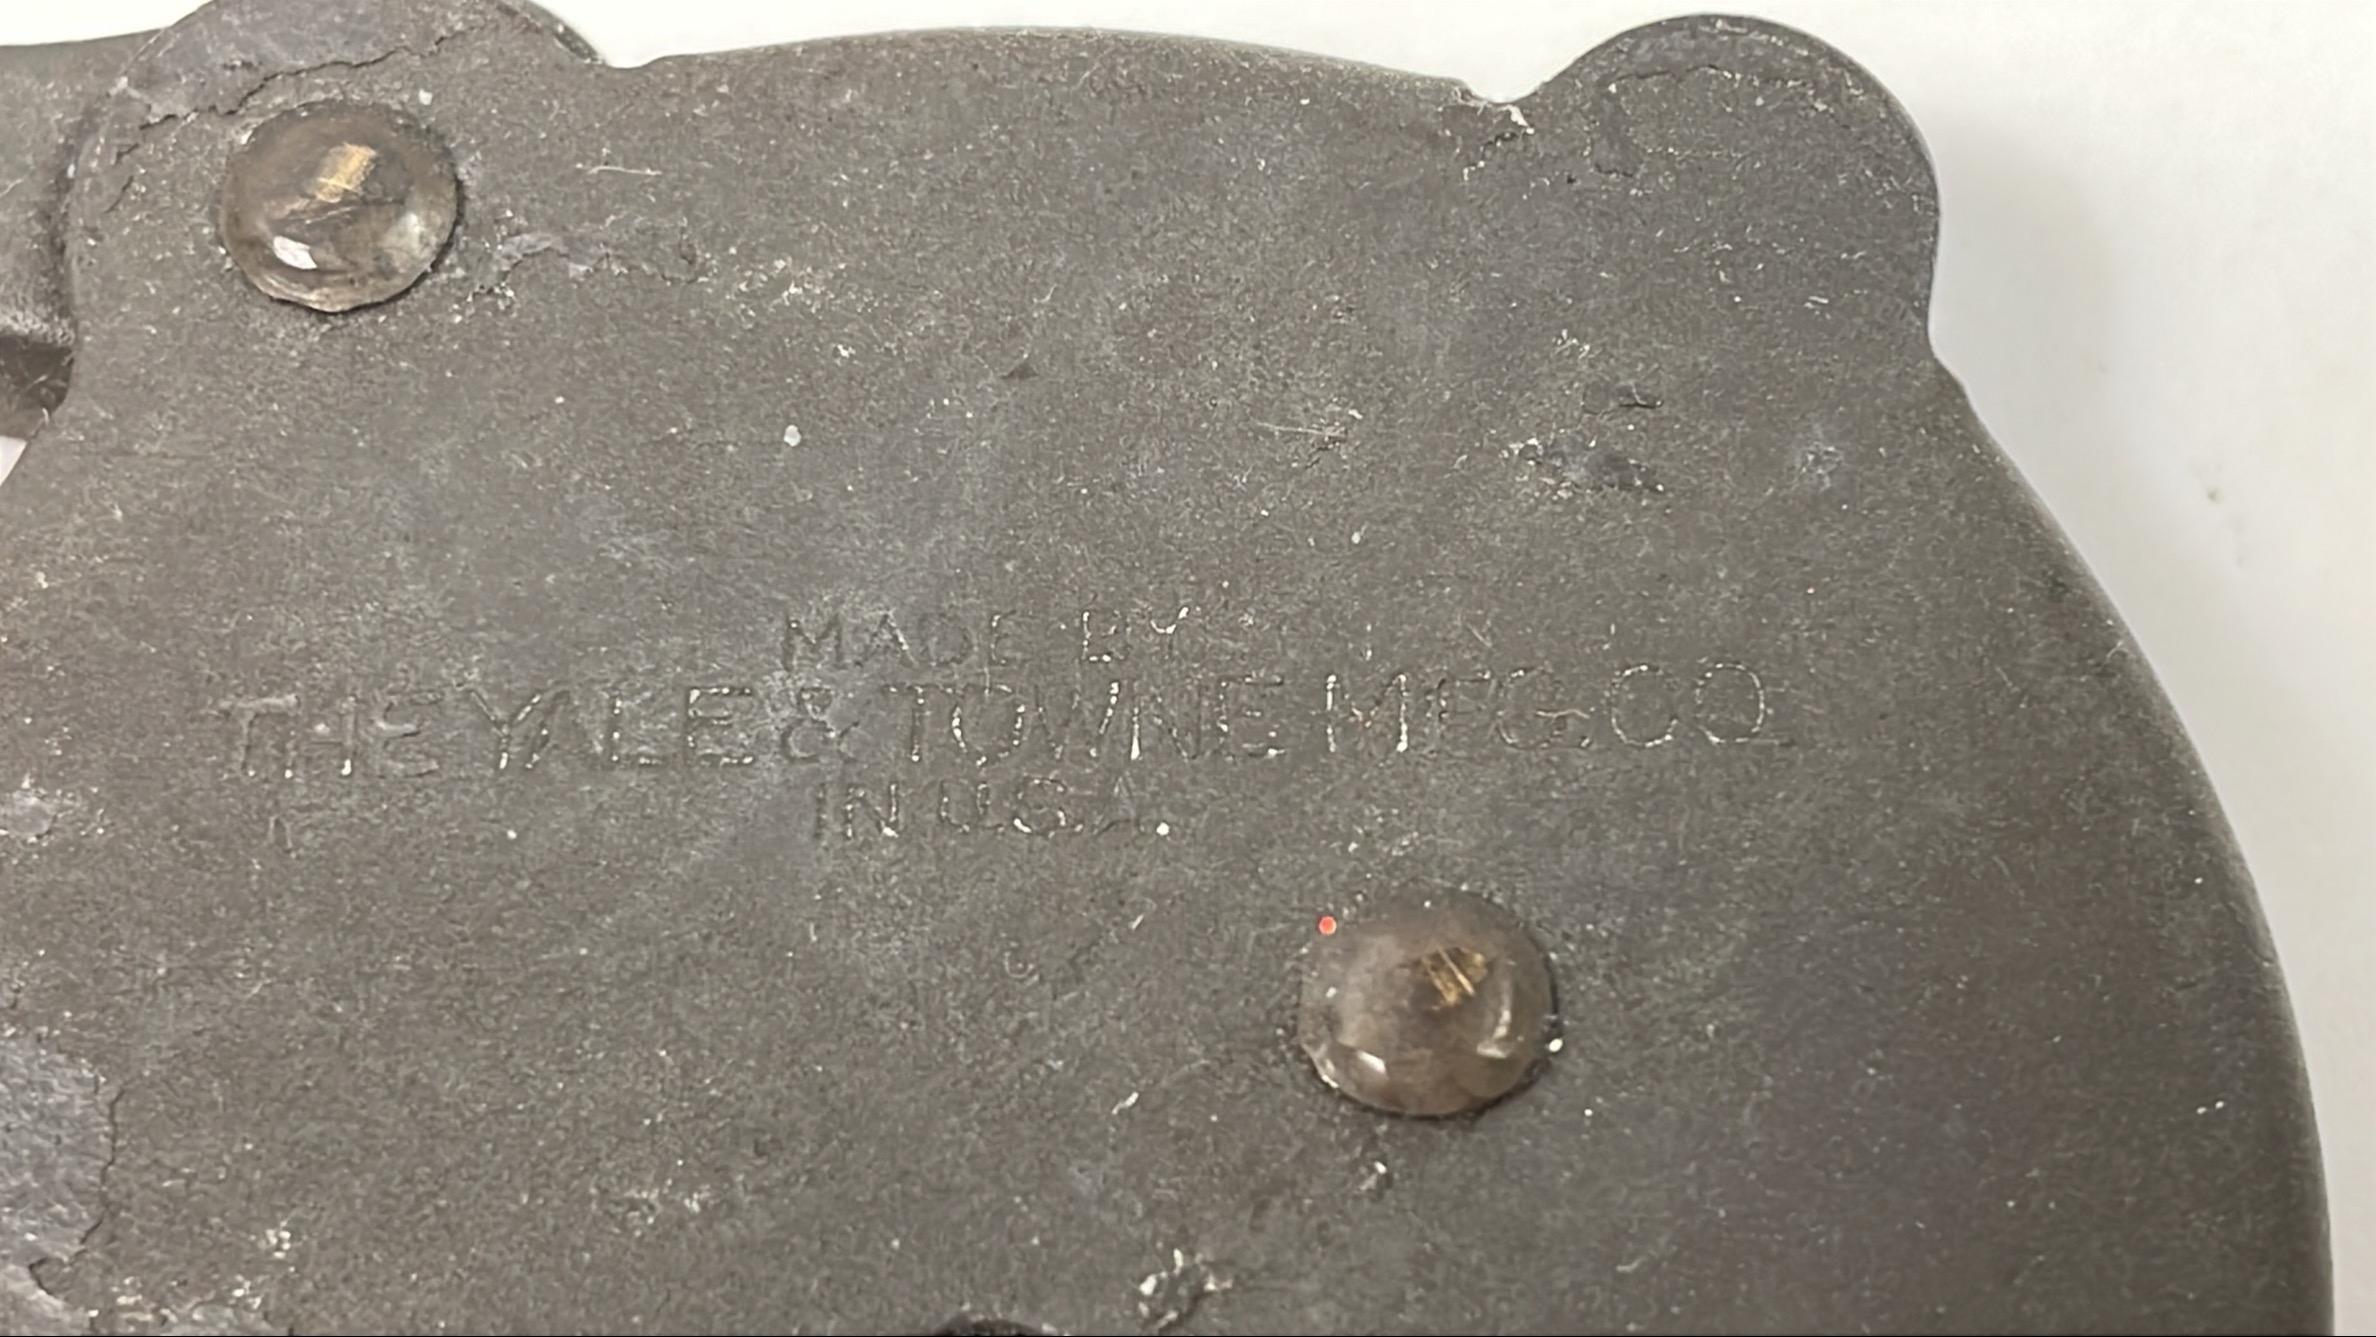 MADE BY
THE YALE & TOWNE MFG. CO.
IN U.S.A.